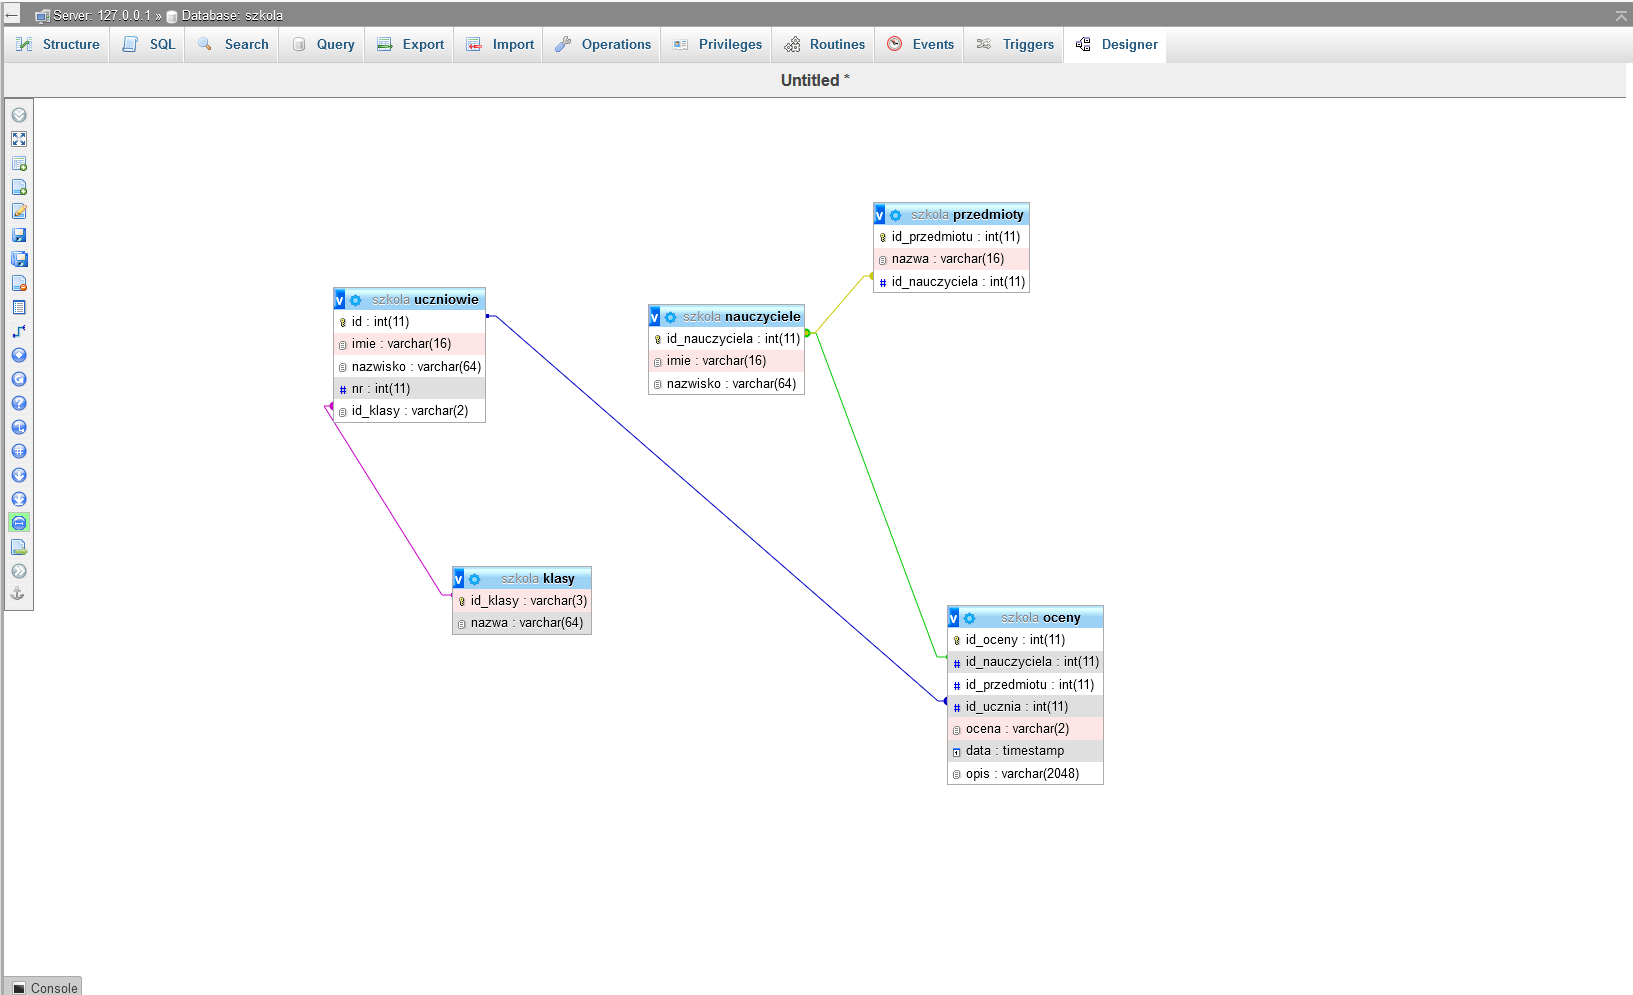 Server: 127.0.0.1 » Database: szkola
Structure SQL Search Query Export Import Operations Privileges Routines Events Triggers Designer
Untitled *
v szkola przedmioty
id_przedmiotu : int(11)
nazwa : varchar(16)
# id_nauczyciela : int(11)
v szkola uczniowie
id : int(11)
imie : varchar(16)
nazwisko : varchar(64)
# nr : int(11)
id_klasy : varchar(2)
v szkola nauczyciele
id_nauczyciela : int(11)
imie : varchar(16)
nazwisko : varchar(64)
v szkola klasy
id_klasy : varchar(3)
nazwa : varchar(64)
v szkola oceny
id_oceny : int(11)
# id_nauczyciela : int(11)
# id_przedmiotu : int(11)
# id_ucznia : int(11)
ocena : varchar(2)
data : timestamp
opis : varchar(2048)
Console